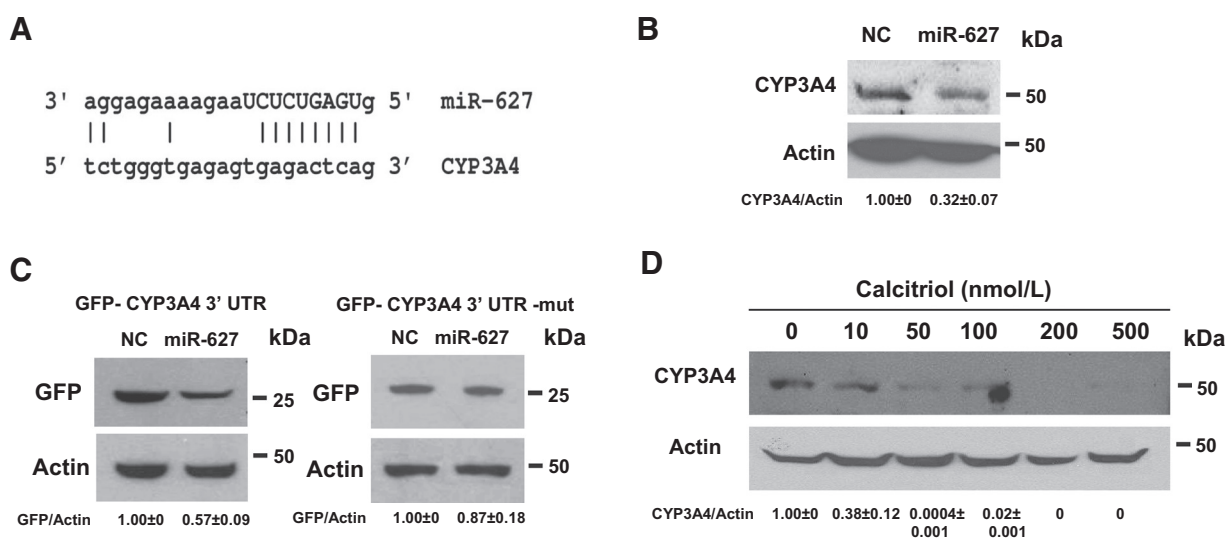 A
3' aggagaaaagaaUCUCUGAGUg 5' miR-627
5' tctgggtgagagtgagactcag 3' CYP3A4
B
NC miR-627 kDa
CYP3A4
50
Actin
50
CYP3A4/Actin 1.00±0 0.32±0.07
C
GFP- CYP3A4 3' UTR
NC miR-627 kDa
GFP
25
Actin
50
GFP/Actin 1.00±0 0.57±0.09
GFP- CYP3A4 3' UTR -mut
NC miR-627 kDa
GFP
25
Actin
50
GFP/Actin 1.00±0 0.87±0.18
D
Calcitriol (nmol/L)
0 10 50 100 200 500 kDa
CYP3A4
50
Actin
50
CYP3A4/Actin 1.00±0 0.38±0.12 0.0004± 0.02± 0 0
0.001 0.001